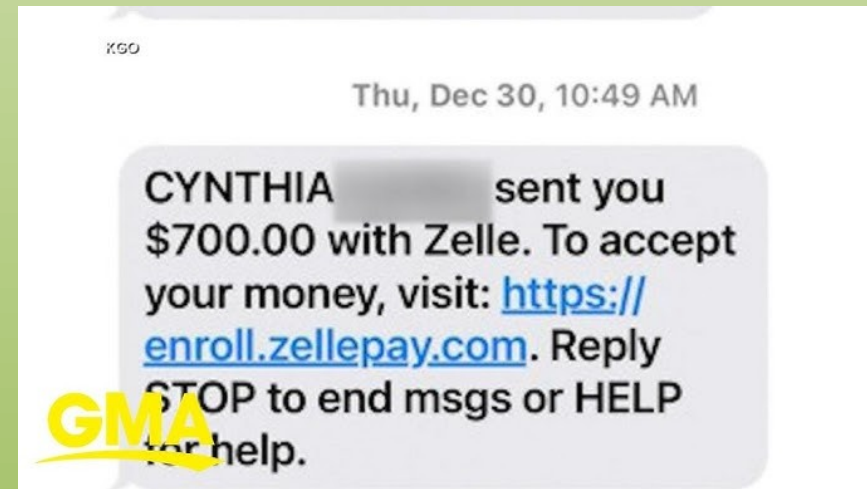 KGO
Thu, Dec 30, 10:49 AM
CYNTHIA sent you
$700.00 with Zelle. To accept
your money, visit: https://
enroll.zellepay.com. Reply
STOP to end msgs or HELP
for help.
GMA